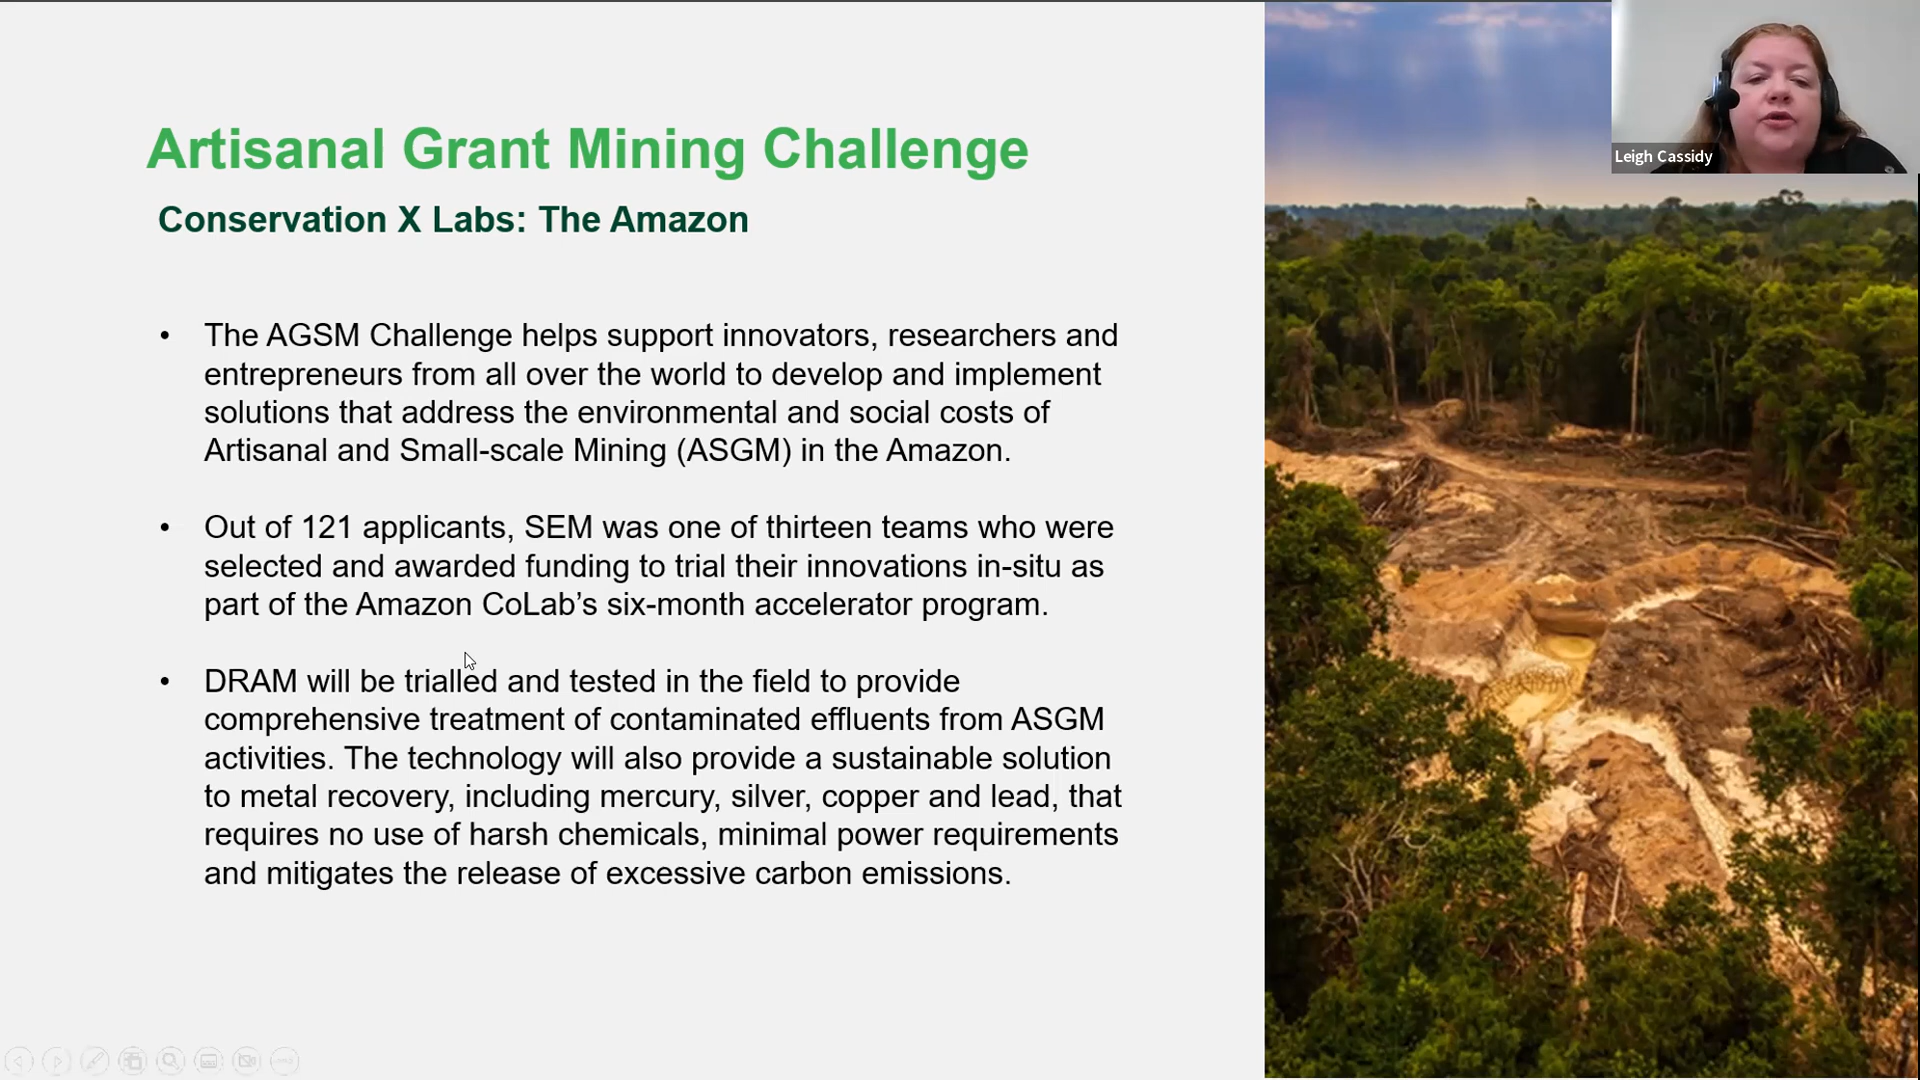 Artisanal Grant Mining Challenge
Conservation X Labs: The Amazon
Leigh Cassidy
• The AGSM Challenge helps support innovators, researchers and
entrepreneurs from all over the world to develop and implement
solutions that address the environmental and social costs of
Artisanal and Small-scale Mining (ASGM) in the Amazon.
• Out of 121 applicants, SEM was one of thirteen teams who were
selected and awarded funding to trial their innovations in-situ as
part of the Amazon CoLab’s six-month accelerator program.
• DRAM will be trialled and tested in the field to provide
comprehensive treatment of contaminated effluents from ASGM
activities. The technology will also provide a sustainable solution
to metal recovery, including mercury, silver, copper and lead, that
requires no use of harsh chemicals, minimal power requirements
and mitigates the release of excessive carbon emissions.